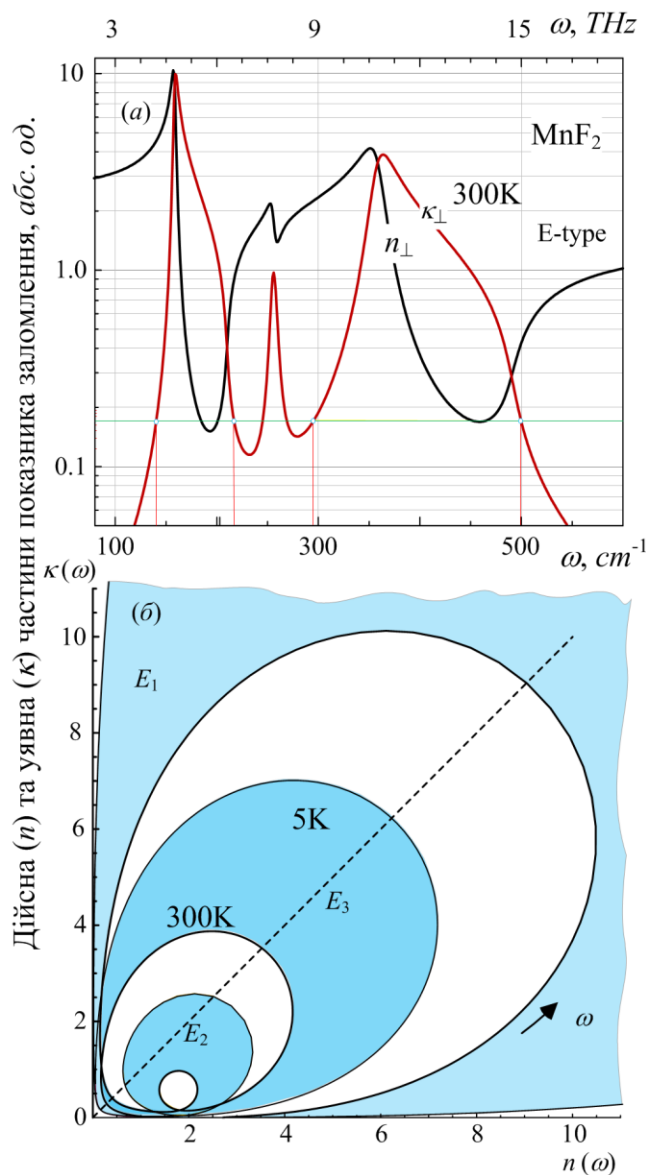 3 9 15 ω, THz
10
(a)
MnF₂
300K
κ⊥
E-type
n⊥
1.0
0.1
100 300 500 ω, cm⁻¹
Дійсна (n) та уявна (κ) частини показника заломлення, абс. од.
κ(ω)
(б)
10
E₁
8
5K
6
E₃
300K
4
2
E₂
ω
0
2 4 6 8 10
n (ω)